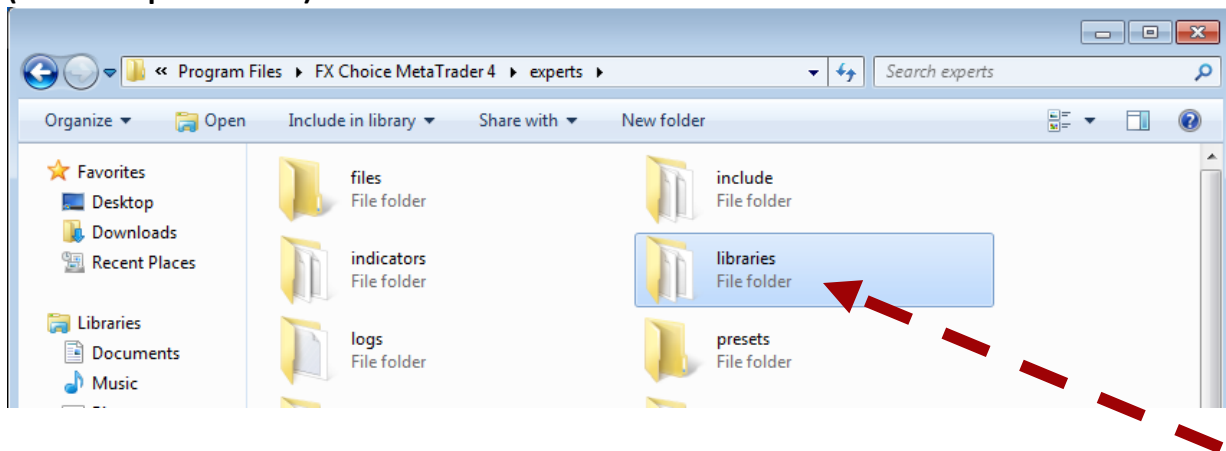 « Program Files ▸ FX Choice MetaTrader 4 ▸ experts ▸
Search experts
Organize ▾ Open Include in library ▾ Share with ▾ New folder
Favorites
Desktop
Downloads
Recent Places
Libraries
Documents
Music
files
File folder
include
File folder
indicators
File folder
libraries
File folder
logs
File folder
presets
File folder